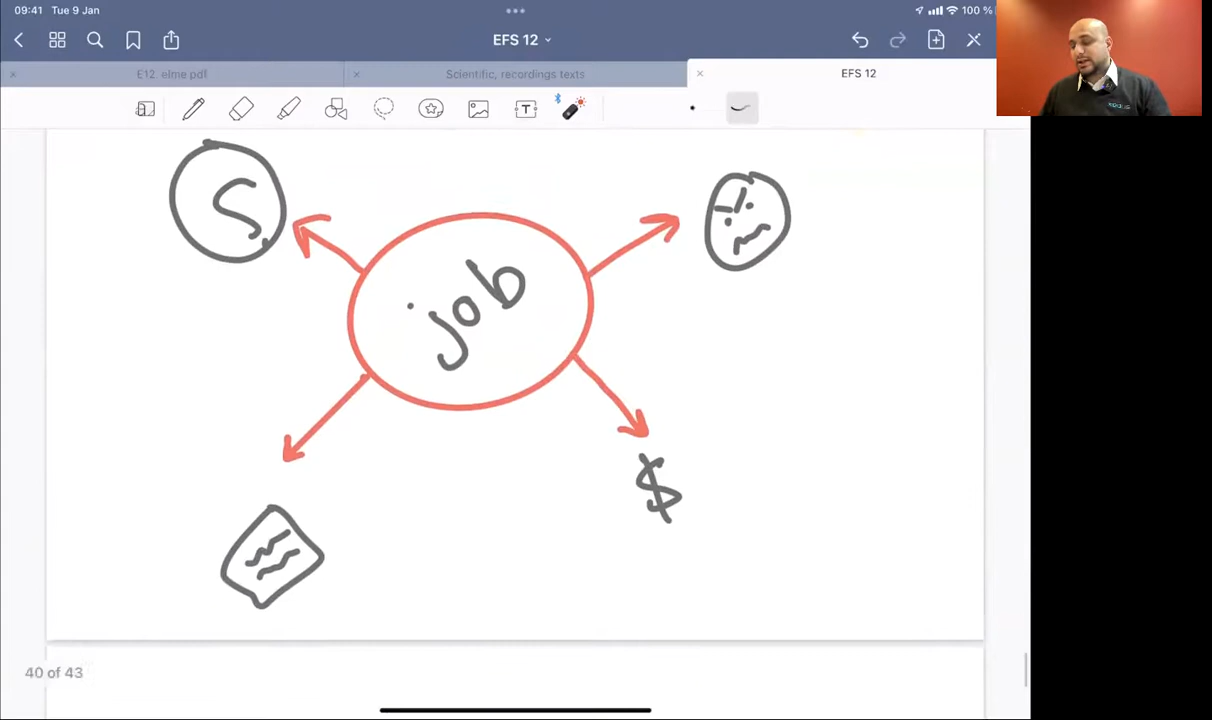 09:41 Tue 9 Jan
100 %
EFS 12
E12. elme pdf
Scientific, recordings texts
EFS 12
T
S
job
$
40 of 43